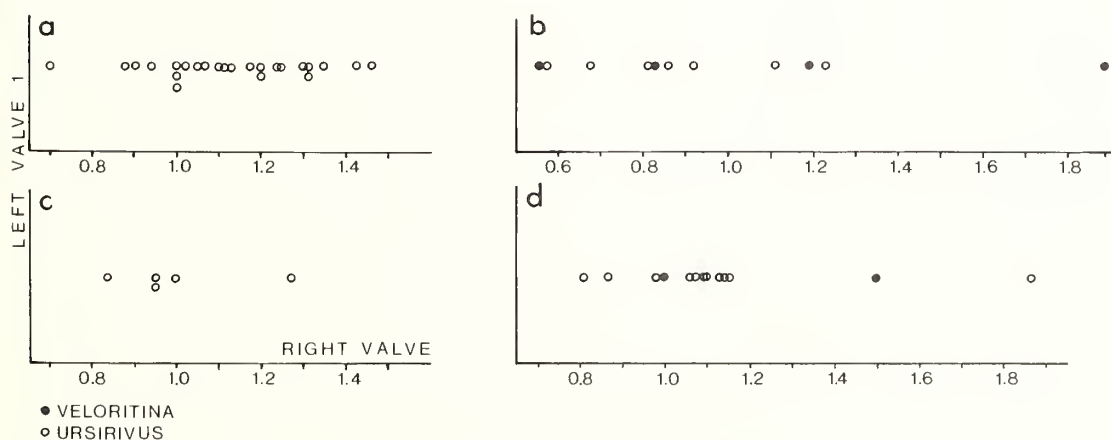 a
b
LEFT VALVE 1
0.8 1.0 1.2 1.4
0.6 0.8 1.0 1.2 1.4 1.6 1.8
c
d
RIGHT VALVE
0.8 1.0 1.2 1.4
0.8 1.0 1.2 1.4 1.6 1.8
● VELORITINA
○ URSIRIVUS